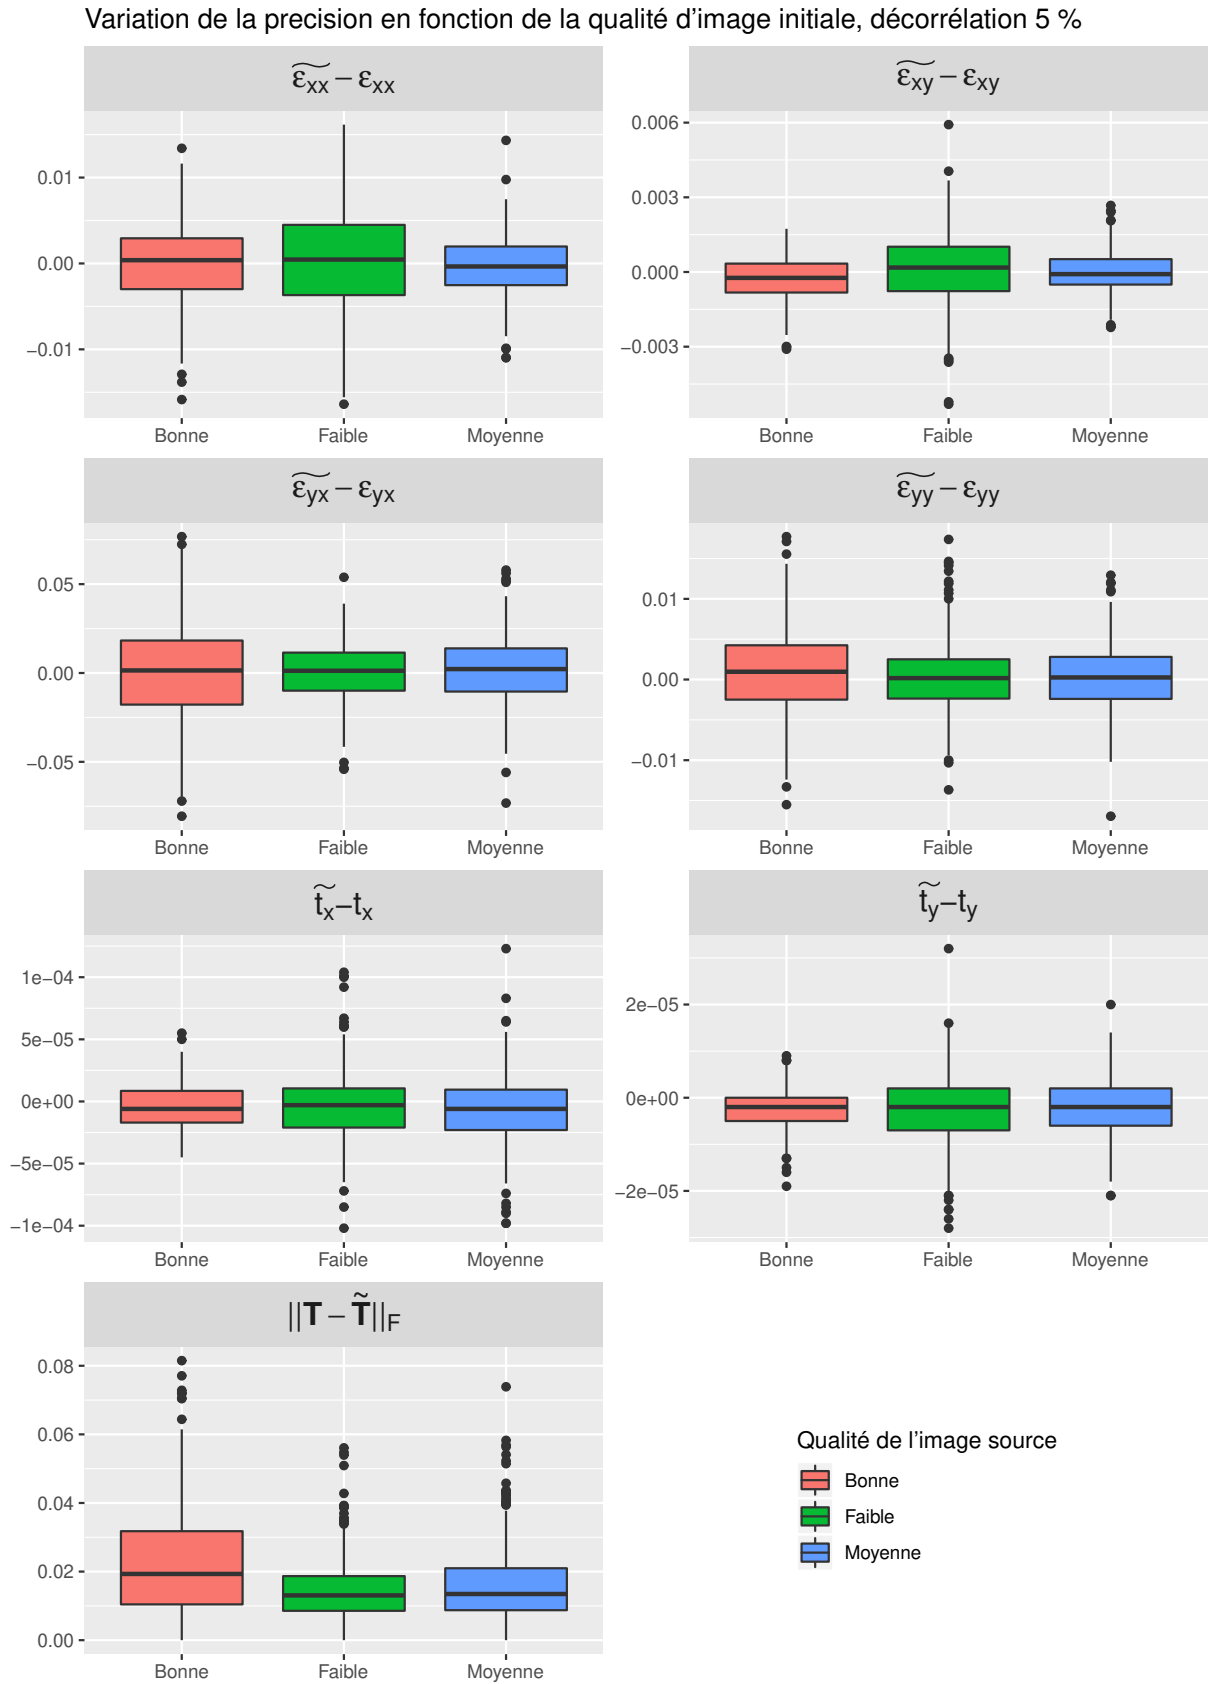 Variation de la precision en fonction de la qualité d'image initiale, décorrélation 5 %
ε̃xx − εxx
0.01
0.00
−0.01
Bonne Faible Moyenne
ε̃xy − εxy
0.006
0.003
0.000
−0.003
Bonne Faible Moyenne
ε̃yx − εyx
0.05
0.00
−0.05
Bonne Faible Moyenne
ε̃yy − εyy
0.01
0.00
−0.01
Bonne Faible Moyenne
t̃x−tx
1e−04
5e−05
0e+00
−5e−05
−1e−04
Bonne Faible Moyenne
t̃y−ty
2e−05
0e+00
−2e−05
Bonne Faible Moyenne
||T − T̃||F
0.08
0.06
0.04
0.02
0.00
Bonne Faible Moyenne
Qualité de l'image source
Bonne
Faible
Moyenne